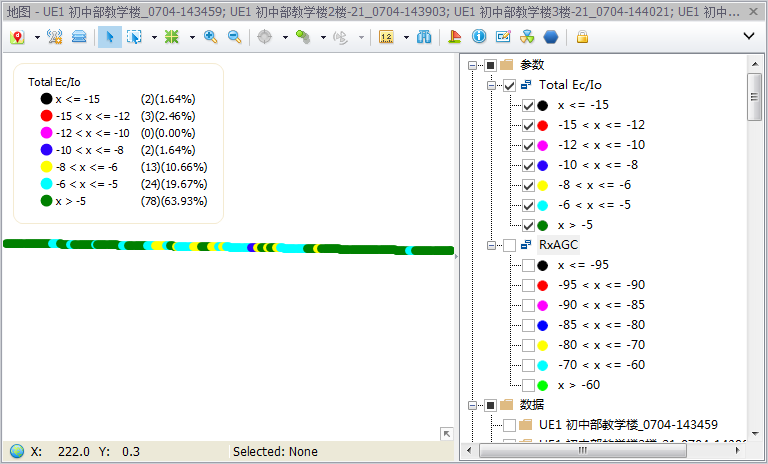 地图 - UE1 初中部教学楼_0704-143459; UE1 初中部教学楼2楼-21_0704-143903; UE1 初中部教学楼3楼-21_0704-144021; UE1 初中...
1.2
参数
Total Ec/Io
x <= -15 (2)(1.64%)
-15 < x <= -12 (3)(2.46%)
-12 < x <= -10 (0)(0.00%)
-10 < x <= -8 (2)(1.64%)
-8 < x <= -6 (13)(10.66%)
-6 < x <= -5 (24)(19.67%)
x > -5 (78)(63.93%)
Total Ec/Io
x <= -15
-15 < x <= -12
-12 < x <= -10
-10 < x <= -8
-8 < x <= -6
-6 < x <= -5
x > -5
RxAGC
x <= -95
-95 < x <= -90
-90 < x <= -85
-85 < x <= -80
-80 < x <= -70
-70 < x <= -60
x > -60
数据
UE1 初中部教学楼_0704-143459
X: 222.0 Y: 0.3 Selected: None